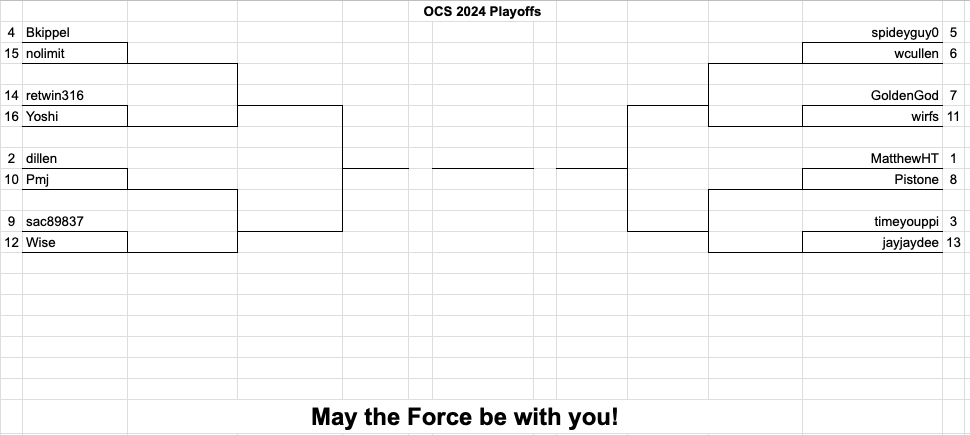 OCS 2024 Playoffs
4 Bkippel spideyguy0 5
15 nolimit wcullen 6
14 retwin316 GoldenGod 7
16 Yoshi wirfs 11
2 dillen MatthewHT 1
10 Pmj Pistone 8
9 sac89837 timeyouppi 3
12 Wise jayjaydee 13
May the Force be with you!